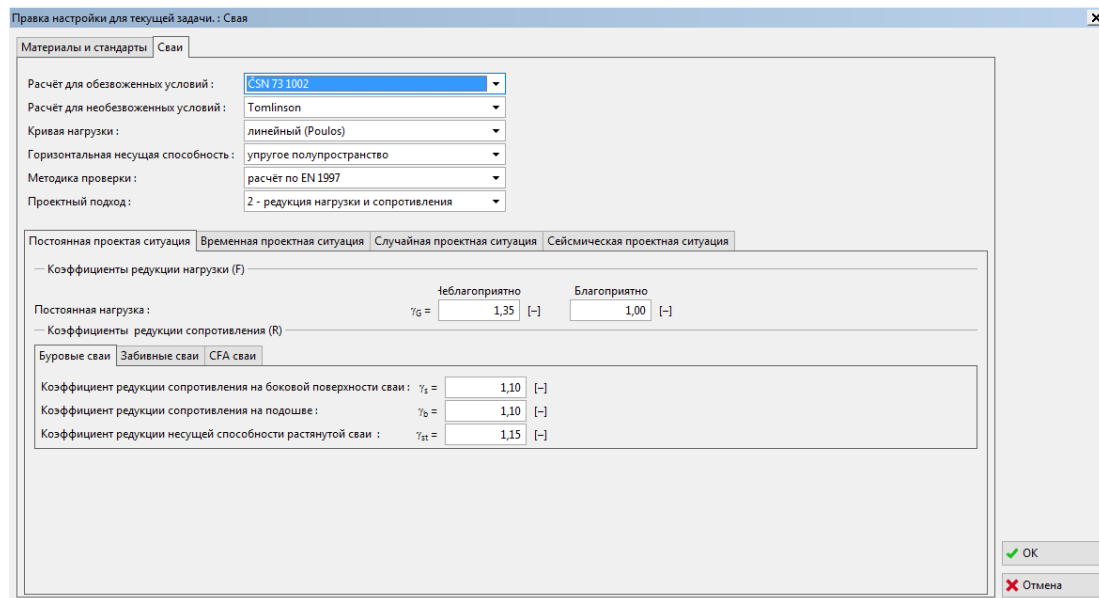 Правка настройки для текущей задачи. : Свая
Материалы и стандарты Сваи
Расчёт для обезвоженных условий : ČSN 73 1002
Расчёт для необезвоженных условий : Tomlinson
Кривая нагрузки : линейный (Poulos)
Горизонтальная несущая способность : упругое полупространство
Методика проверки : расчёт по EN 1997
Проектный подход : 2 - редукция нагрузки и сопротивления
Постоянная проектая ситуация Временная проектная ситуация Случайная проектная ситуация Сейсмическая проектная ситуация
Коэффициенты редукции нагрузки (F)
Неблагоприятно Благоприятно
Постоянная нагрузка : γG = 1,35 [–] 1,00 [–]
Коэффициенты редукции сопротивления (R)
Буровые сваи Забивные сваи CFA сваи
Коэффициент редукции сопротивления на боковой поверхности сваи : γs = 1,10 [–]
Коэффициент редукции сопротивления на подошве : γb = 1,10 [–]
Коэффициент редукции несущей способности растянутой сваи : γst = 1,15 [–]
OK
Отмена